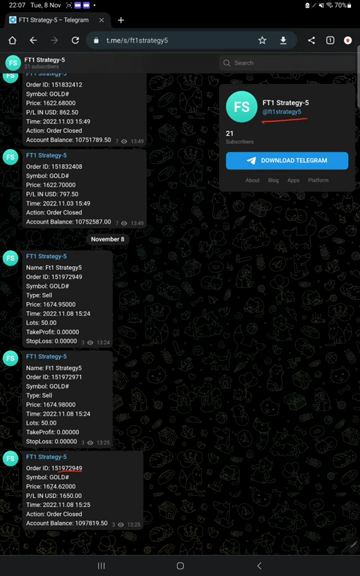 22:07 Tue, 8 Nov
70%
FT1 Strategy-5 – Telegram
t.me/s/ft1strategy5
FT1 Strategy-5
21 subscribers
Search
FT1 Strategy-5
Order ID: 151832412
Symbol: GOLD#
Price: 1622.68000
P/L IN USD: 862.50
Time: 2022.11.03 15:49
Action: Order Closed
Account Balance: 10751789.50
7 13:49
FS
FT1 Strategy-5
Order ID: 151832408
Symbol: GOLD#
Price: 1622.70000
P/L IN USD: 797.50
Time: 2022.11.03 15:49
Action: Order Closed
Account Balance: 10752587.00
7 13:49
November 8
FS
FT1 Strategy-5
Name: Ft1 Strategy5
Order ID: 151972949
Symbol: GOLD#
Type: Sell
Price: 1674.95000
Time: 2022.11.08 15:24
Lots: 50.00
TakeProfit: 0.00000
StopLoss: 0.00000
3 13:24
FS
FT1 Strategy-5
Name: Ft1 Strategy5
Order ID: 151972971
Symbol: GOLD#
Type: Sell
Price: 1674.98000
Time: 2022.11.08 15:24
Lots: 50.00
TakeProfit: 0.00000
StopLoss: 0.00000
3 13:25
FS
FT1 Strategy-5
Order ID: 151972949
Symbol: GOLD#
Price: 1674.62000
P/L IN USD: 1650.00
Time: 2022.11.08 15:25
Action: Order Closed
Account Balance: 1097819.50
3 13:26
FS
FT1 Strategy-5
@ft1strategy5
21
Subscribers
DOWNLOAD TELEGRAM
About Blog Apps Platform